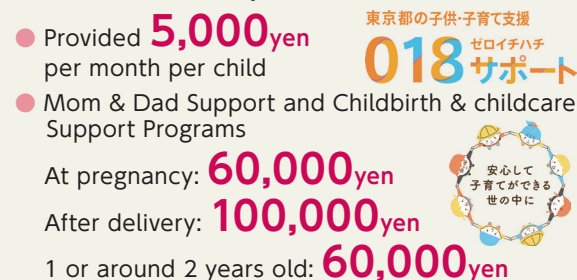 Provided 5,000yen
per month per child
東京都の子供・子育て支援
018 ゼロイチハチ
サポート
Mom & Dad Support and Childbirth & childcare
Support Programs
At pregnancy: 60,000yen
After delivery: 100,000yen
1 or around 2 years old: 60,000yen
安心して
子育てができる
世の中に